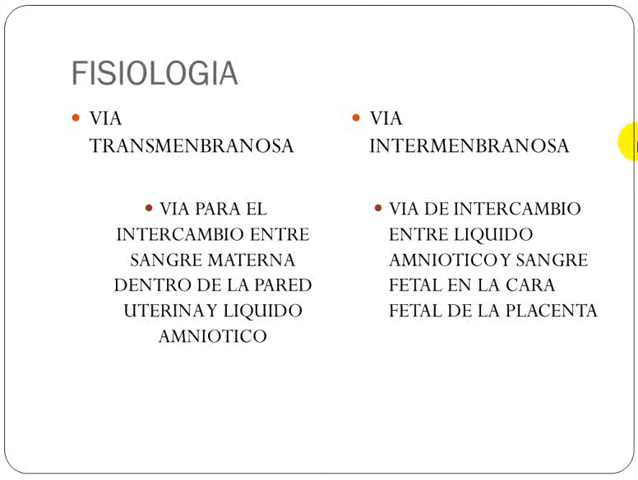 FISIOLOGIA
VIA
TRANSMENBRANOSA
VIA PARA EL
INTERCAMBIO ENTRE
SANGRE MATERNA
DENTRO DE LA PARED
UTERINA Y LIQUIDO
AMNIOTICO
VIA
INTERMENBRANOSA
VIA DE INTERCAMBIO
ENTRE LIQUIDO
AMNIOTICO Y SANGRE
FETAL EN LA CARA
FETAL DE LA PLACENTA